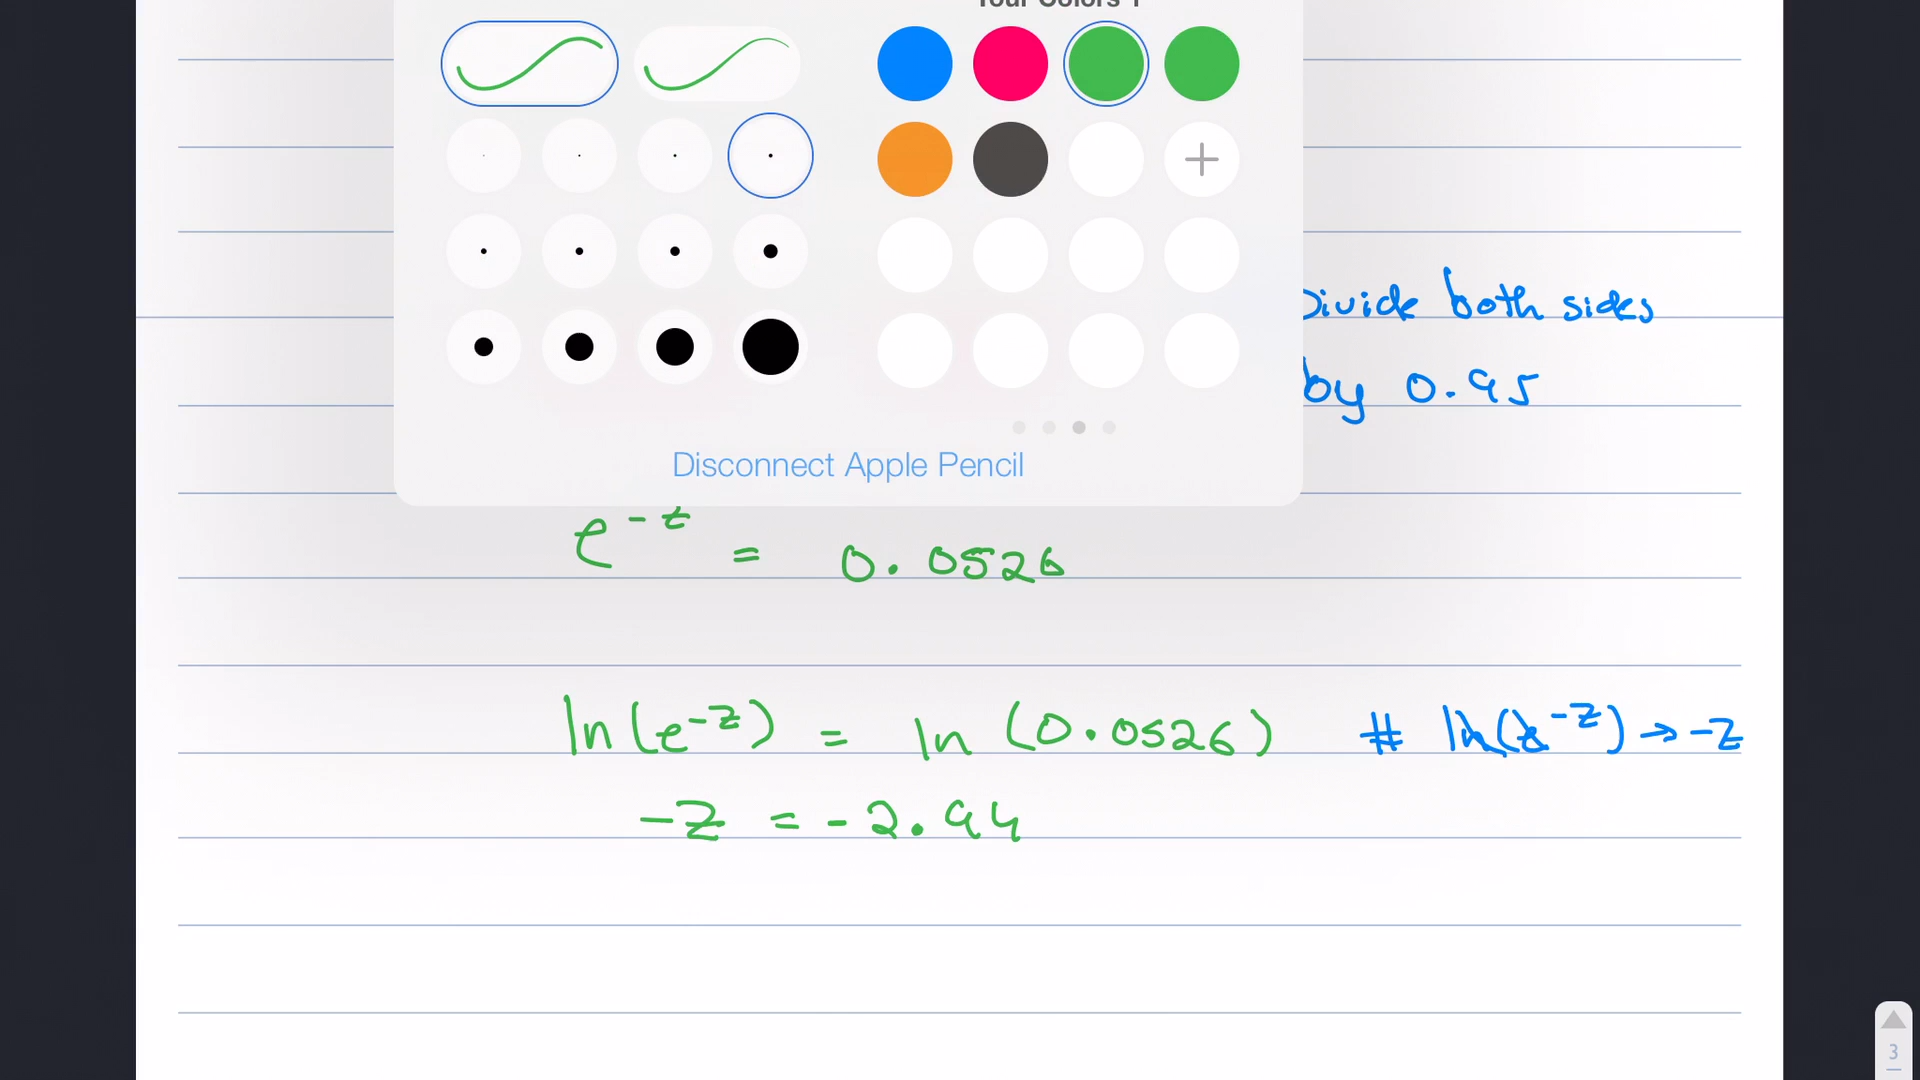 Your Colors 1
Divide both sides
by 0.95
Disconnect Apple Pencil
e^-z = 0.0526
ln(e^-z) = ln(0.0526) # ln(e^-z) → -z
-z = -2.94
3